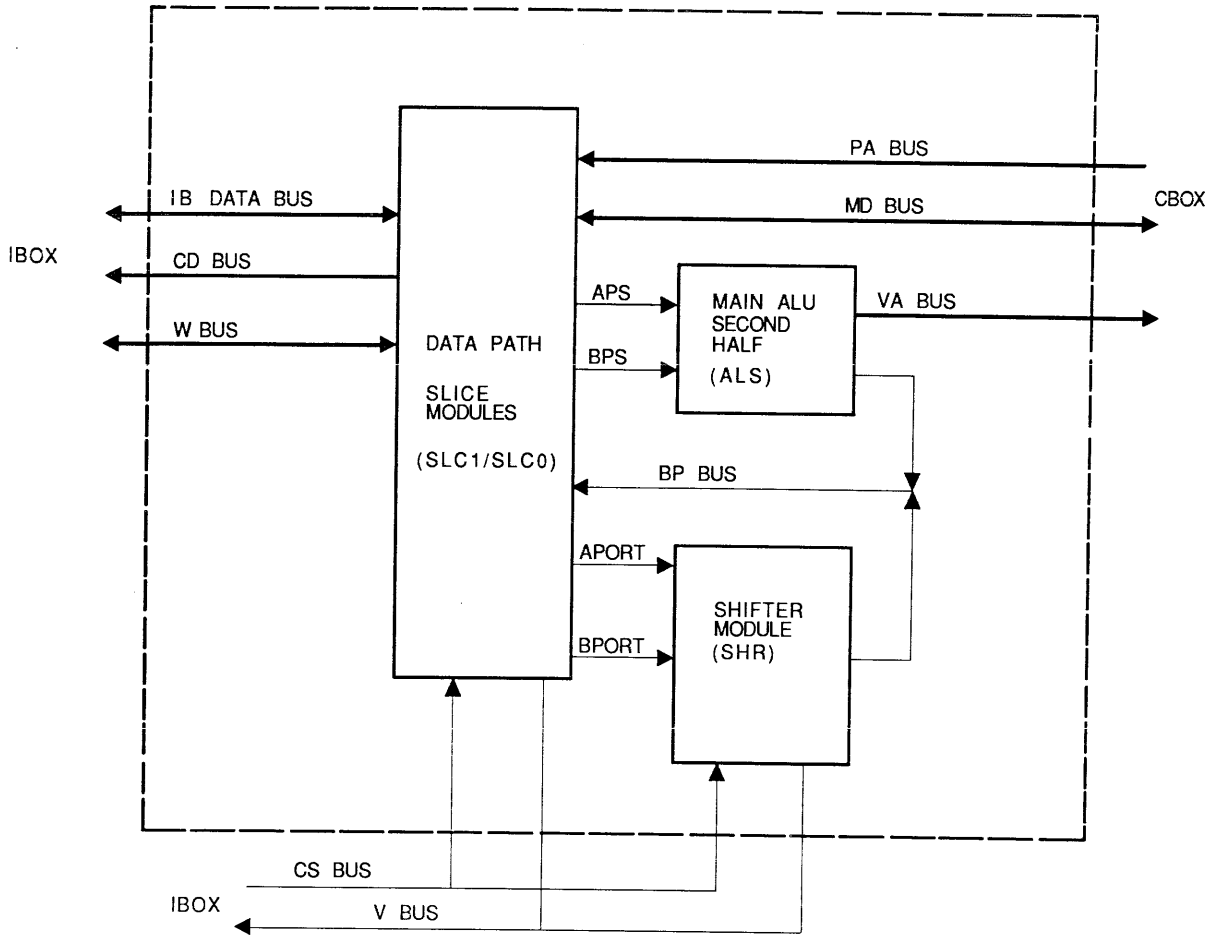 PA BUS
IB DATA BUS
MD BUS
CBOX
IBOX
CD BUS
APS
MAIN ALU
SECOND
HALF
(ALS)
VA BUS
W BUS
DATA PATH
SLICE
MODULES
(SLC1/SLC0)
BPS
BP BUS
APORT
SHIFTER
MODULE
(SHR)
BPORT
CS BUS
IBOX
V BUS